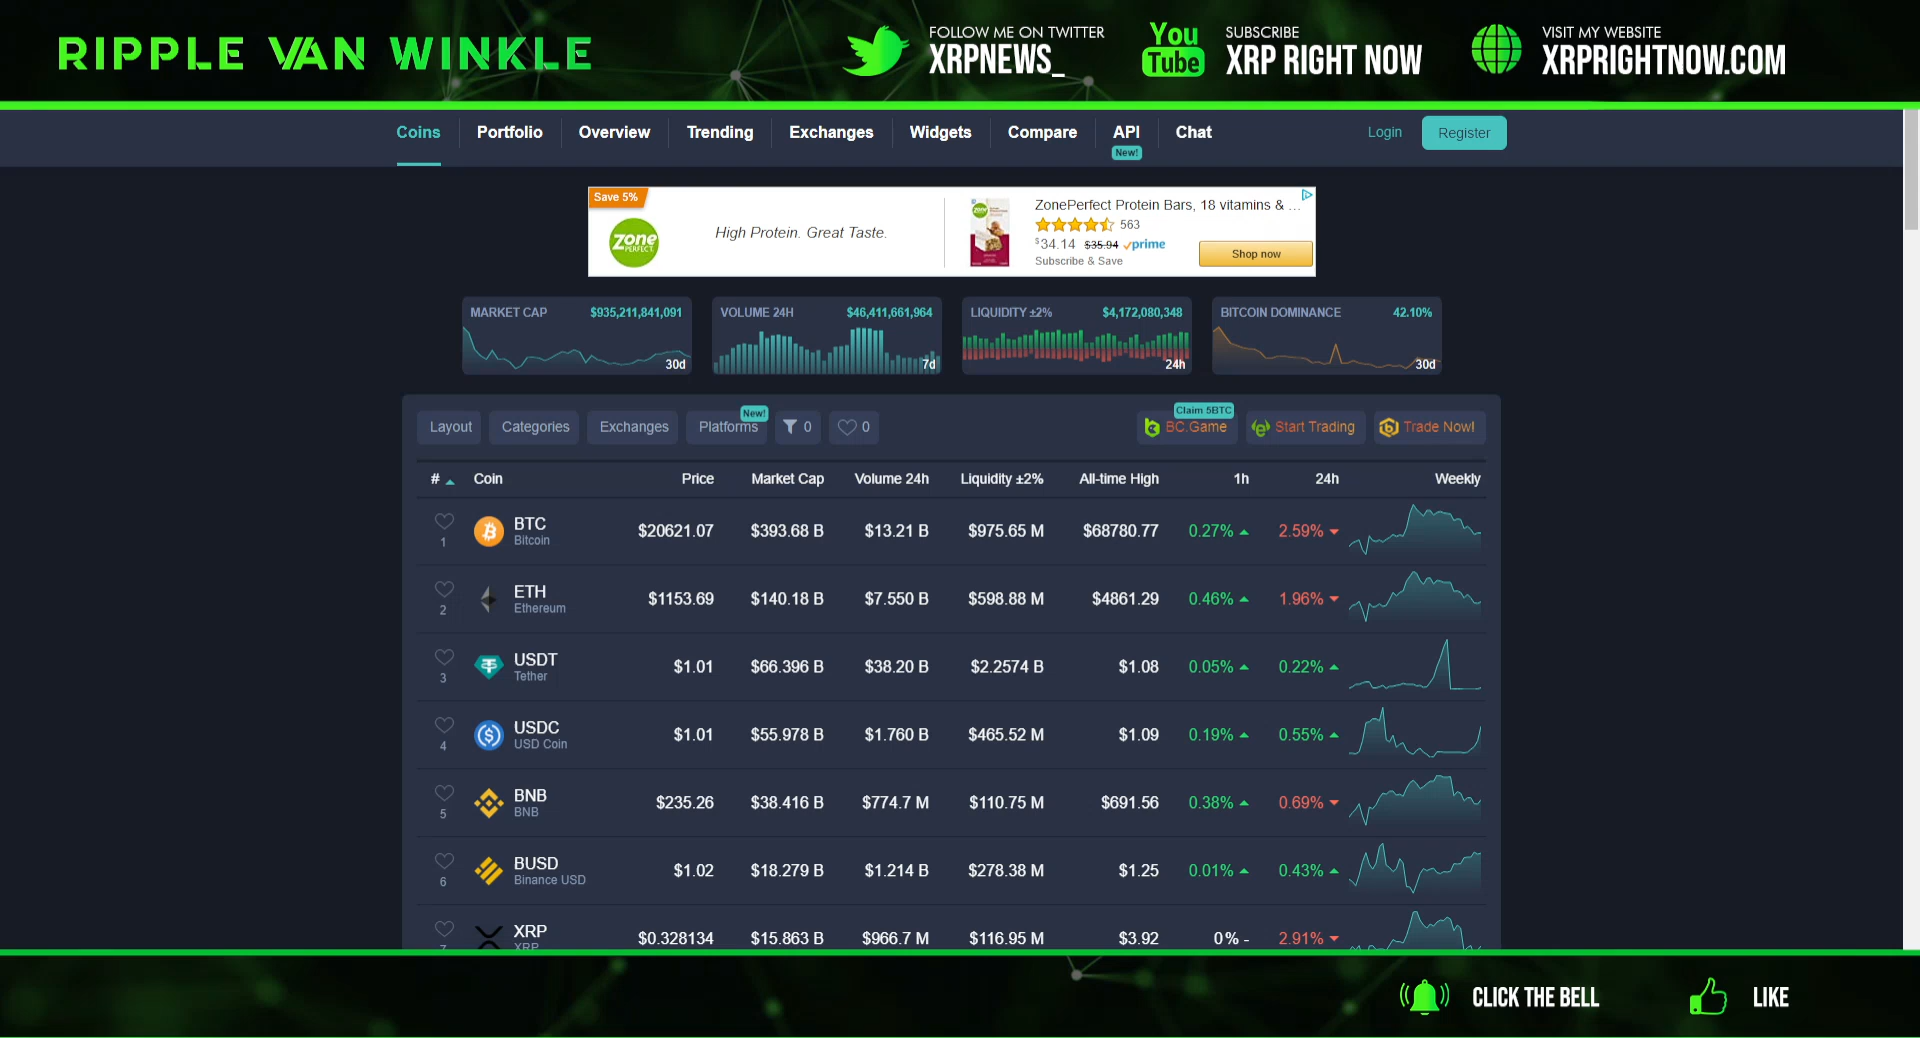 RIPPLE VAN WINKLE
FOLLOW ME ON TWITTER
XRPNEWS_
You
Tube
SUBSCRIBE
XRP RIGHT NOW
VISIT MY WEBSITE
XRPRIGHTNOW.COM
Coins Portfolio Overview Trending Exchanges Widgets Compare API Chat Login Register
New!
Save 5%
zone
PERFECT
High Protein. Great Taste.
ZonePerfect Protein Bars, 18 vitamins & ...
563
$34.14 $35.94 prime
Subscribe & Save
Shop now
MARKET CAP $935,211,841,091
30d
VOLUME 24H $46,411,661,964
7d
LIQUIDITY ±2% $4,172,080,348
24h
BITCOIN DOMINANCE 42.10%
30d
New!
Claim 5BTC
Layout Categories Exchanges Platforms 0 0 BC.Game Start Trading Trade Now!
# Coin Price Market Cap Volume 24h Liquidity ±2% All-time High 1h 24h Weekly
1 BTC Bitcoin $20621.07 $393.68 B $13.21 B $975.65 M $68780.77 0.27% 2.59%
2 ETH Ethereum $1153.69 $140.18 B $7.550 B $598.88 M $4861.29 0.46% 1.96%
3 USDT Tether $1.01 $66.396 B $38.20 B $2.2574 B $1.08 0.05% 0.22%
4 USDC USD Coin $1.01 $55.978 B $1.760 B $465.52 M $1.09 0.19% 0.55%
5 BNB BNB $235.26 $38.416 B $774.7 M $110.75 M $691.56 0.38% 0.69%
6 BUSD Binance USD $1.02 $18.279 B $1.214 B $278.38 M $1.25 0.01% 0.43%
7 XRP XRP $0.328134 $15.863 B $966.7 M $116.95 M $3.92 0% - 2.91%
CLICK THE BELL
LIKE